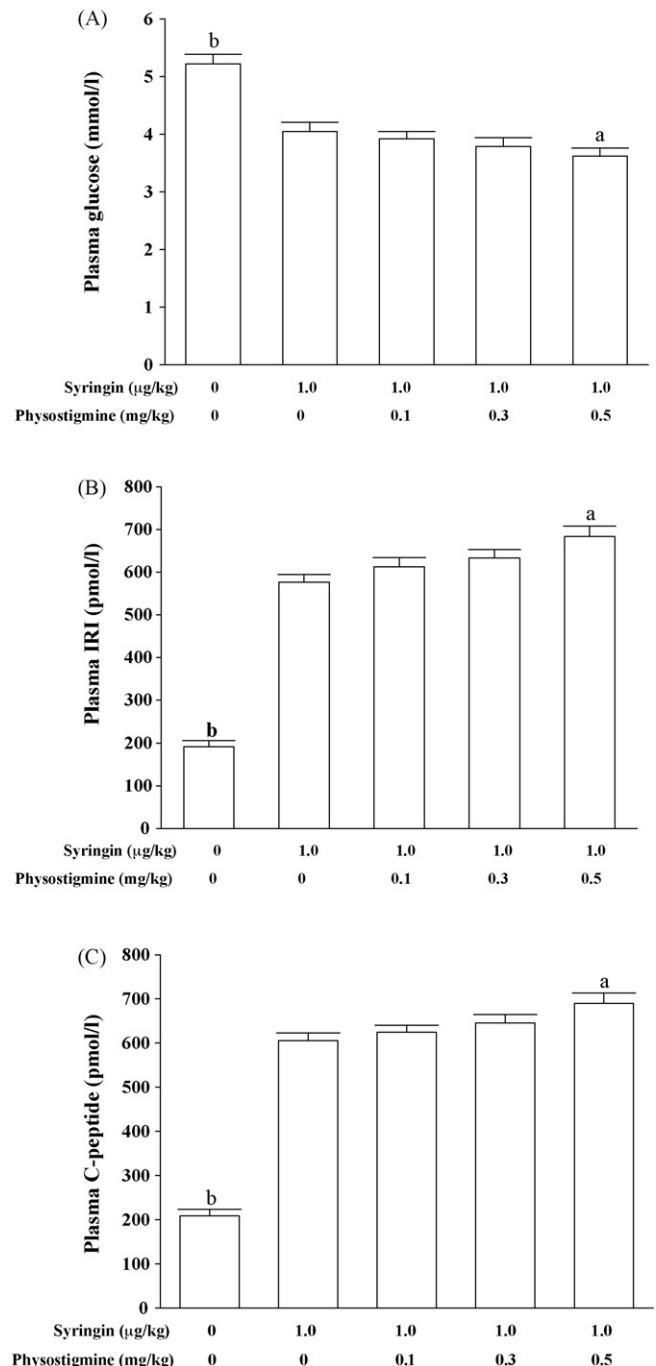 (A)
Plasma glucose (mmol/l)
6
5
4
3
2
1
0
b
a
Syringin (µg/kg) 0 1.0 1.0 1.0 1.0
Physostigmine (mg/kg) 0 0 0.1 0.3 0.5
(B)
Plasma IRI (pmol/l)
800
700
600
500
400
300
200
100
0
b
a
Syringin (µg/kg) 0 1.0 1.0 1.0 1.0
Physostigmine (mg/kg) 0 0 0.1 0.3 0.5
(C)
Plasma C-peptide (pmol/l)
800
700
600
500
400
300
200
100
0
b
a
Syringin (µg/kg) 0 1.0 1.0 1.0 1.0
Physostigmine (mg/kg) 0 0 0.1 0.3 0.5